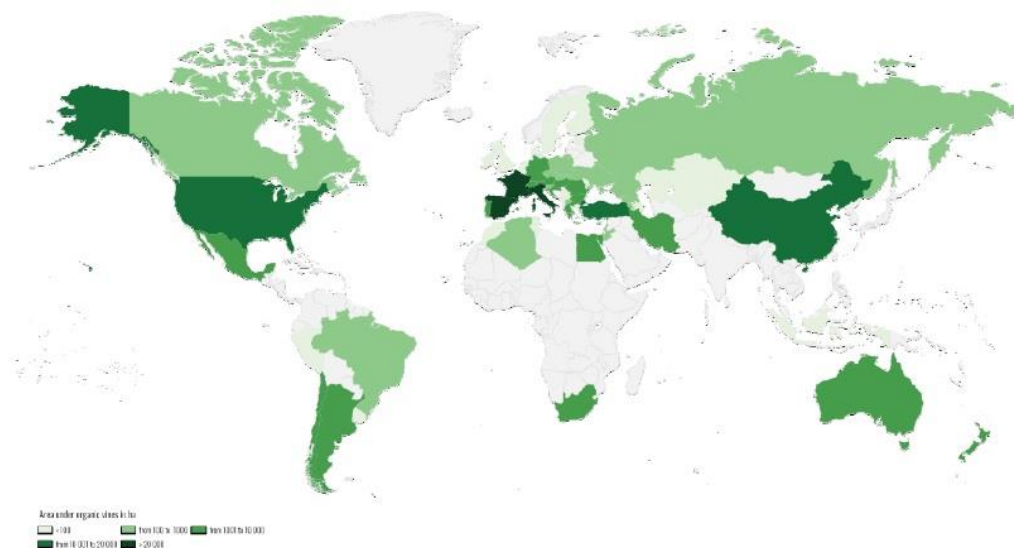 Area under organic vines in ha
<100 from 100 to 1000 from 1001 to 10 000
from 10 001 to 20 000 >20 000